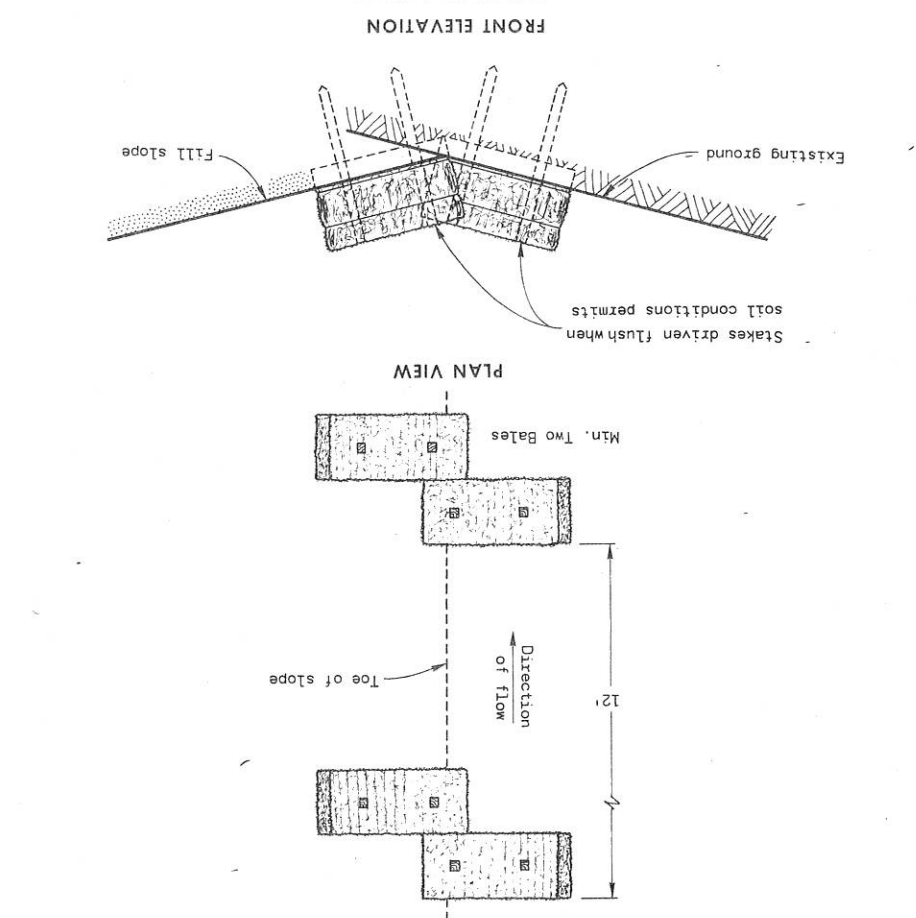 12'
Direction
of flow
Toe of slope
Min. Two Bales
PLAN VIEW
Stakes driven flush when
soil conditions permits
Existing ground
Fill slope
FRONT ELEVATION